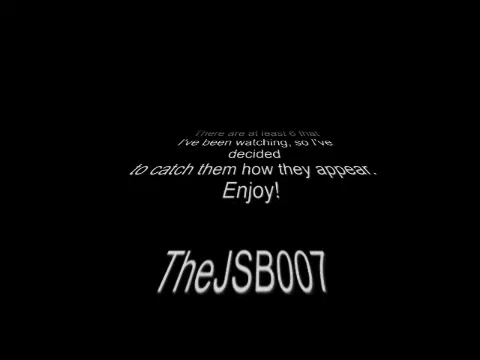 There are at least 6 that
I've been watching, so I've
decided
to catch them how they appear.
Enjoy!
TheJSB007